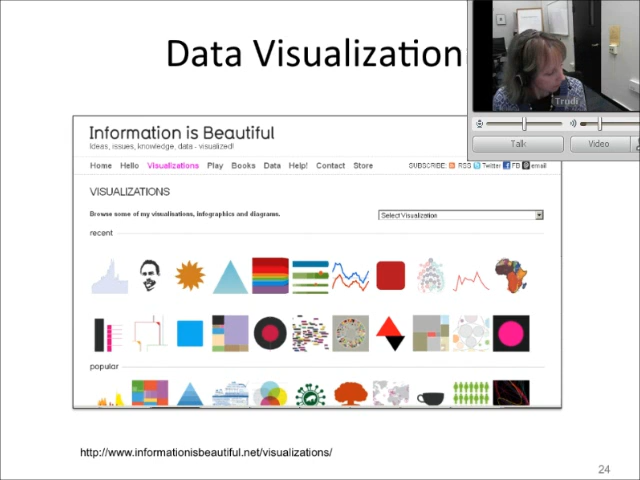 Data Visualization
Trudi
Talk Video
Information is Beautiful
Ideas, issues, knowledge, data - visualized!
Home Hello Visualizations Play Books Data Help! Contact Store SUBSCRIBE: RSS Twitter FB email
VISUALIZATIONS
Browse some of my visualisations, infographics and diagrams.
Select Visualization
recent
popular
http://www.informationisbeautiful.net/visualizations/
24